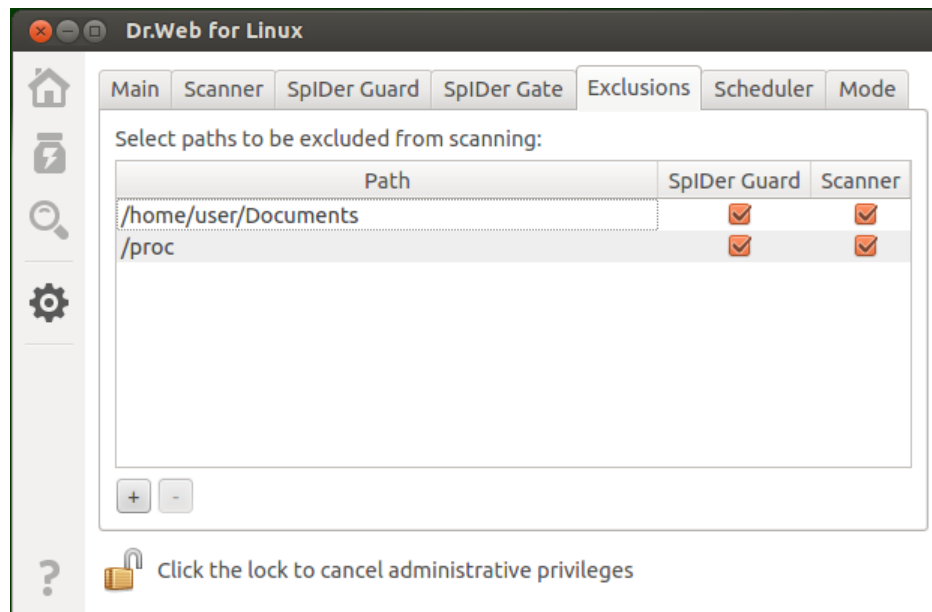 Dr.Web for Linux
Main Scanner SpIDer Guard SpIDer Gate Exclusions Scheduler Mode
Select paths to be excluded from scanning:
Path SpIDer Guard Scanner
/home/user/Documents
/proc
+ -
? Click the lock to cancel administrative privileges